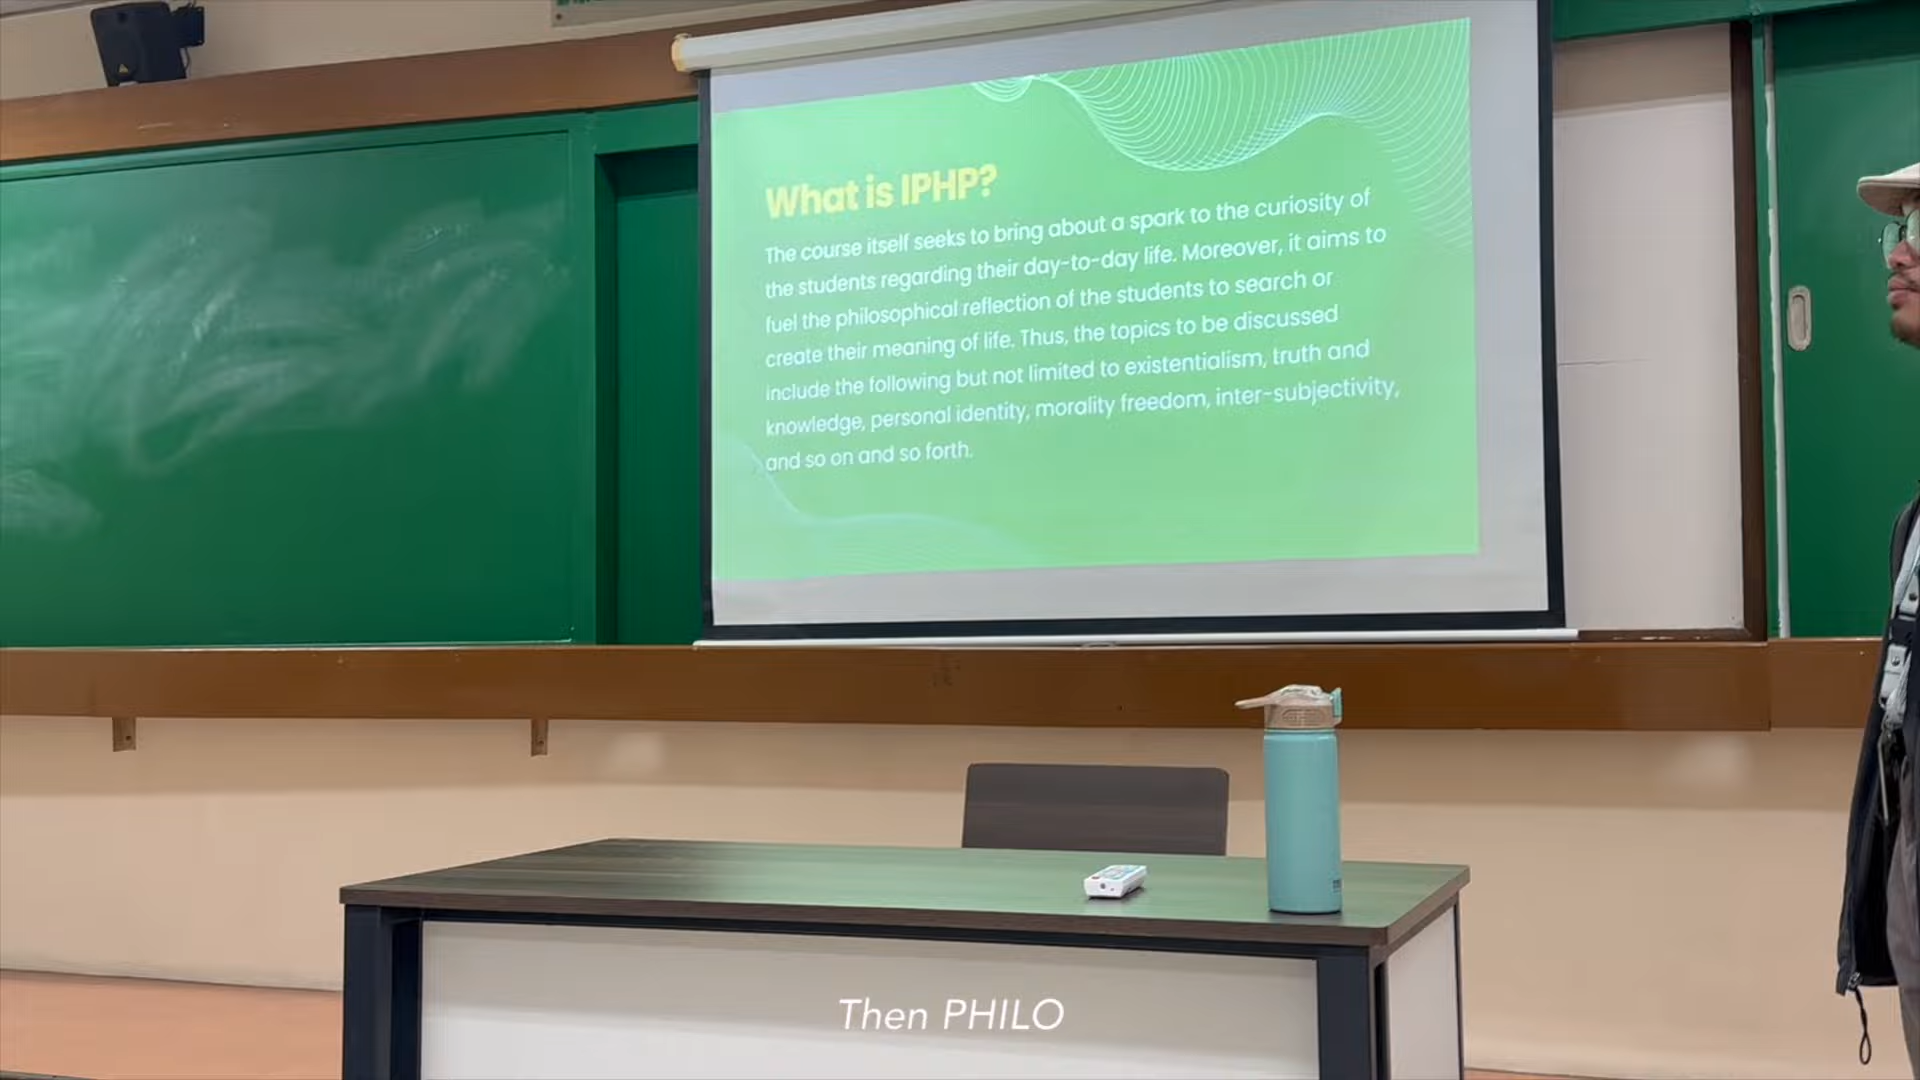 What is IPHP?
The course itself seeks to bring about a spark to the curiosity of
the students regarding their day-to-day life. Moreover, it aims to
fuel the philosophical reflection of the students to search or
create their meaning of life. Thus, the topics to be discussed
include the following but not limited to existentialism, truth and
knowledge, personal identity, morality freedom, inter-subjectivity,
and so on and so forth.
Then PHILO